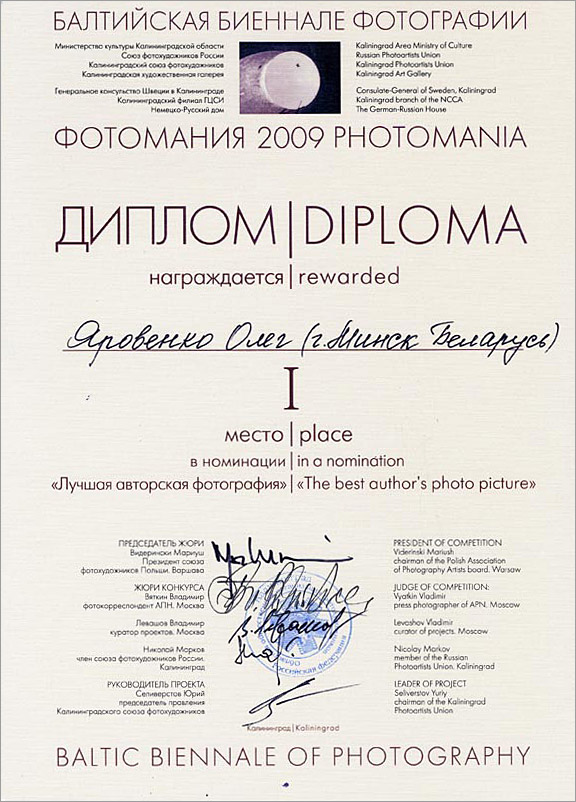 БАЛТИЙСКАЯ БИЕННАЛЕ ФОТОГРАФИИ
Министерство культуры Калининградской области
Союз фотохудожников России
Калининградский союз фотохудожников
Калининградская художественная галерея
Генеральное консульство Швеции в Калининграде
Калининградский филиал ГЦСИ
Немецко-Русский дом
Kaliningrad Area Ministry of Culture
Russian Photoartists Union
Kaliningrad Photoartists Union
Kaliningrad Art Gallery
Consulate-General of Sweden, Kaliningrad
Kaliningrad branch of the NCCA
The German-Russian House
ФОТОМАНИЯ 2009 PHOTOMANIA
ДИПЛОМ|DIPLOMA
награждается|rewarded
Яровенко Олег (г. Минск Беларусь)
I
место|place
в номинации|in a nomination
«Лучшая авторская фотография»|«The best author's photo picture»
ПРЕДСЕДАТЕЛЬ ЖЮРИ
Видерински Мариуш
Президент союза
фотохудожников Польши. Варшава
ЖЮРИ КОНКУРСА
Вяткин Владимир
фотокорреспондент АПН. Москва
Левашов Владимир
куратор проектов. Москва
Николай Марков
член союза фотохудожников России.
Калининград
РУКОВОДИТЕЛЬ ПРОЕКТА
Селиверстов Юрий
председатель правления
Калининградского союза фотохудожников
PRESIDENT OF COMPETITION
Viderinski Mariush
chairman of the Polish Association
of Photography Artists board. Warsaw
JUDGE OF COMPETITION:
Vyatkin Vladimir
press photographer of APN. Moscow
Levashov Vladimir
curator of projects. Moscow
Nicolay Markov
member of the Russian
Photoartists Union. Kaliningrad
LEADER OF PROJECT
Seliverstov Yuriy
chairman of the Kaliningrad
Photoartists Union
Российская Федерация
Калининград|Kaliningrad
BALTIC BIENNALE OF PHOTOGRAPHY